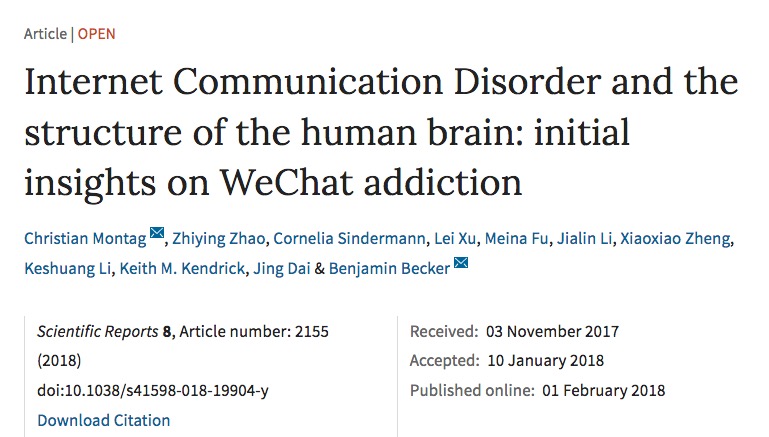 Article | OPEN
Internet Communication Disorder and the
structure of the human brain: initial
insights on WeChat addiction
Christian Montag, Zhiying Zhao, Cornelia Sindermann, Lei Xu, Meina Fu, Jialin Li, Xiaoxiao Zheng,
Keshuang Li, Keith M. Kendrick, Jing Dai & Benjamin Becker
Scientific Reports 8, Article number: 2155
(2018)
doi:10.1038/s41598-018-19904-y
Download Citation
Received: 03 November 2017
Accepted: 10 January 2018
Published online: 01 February 2018